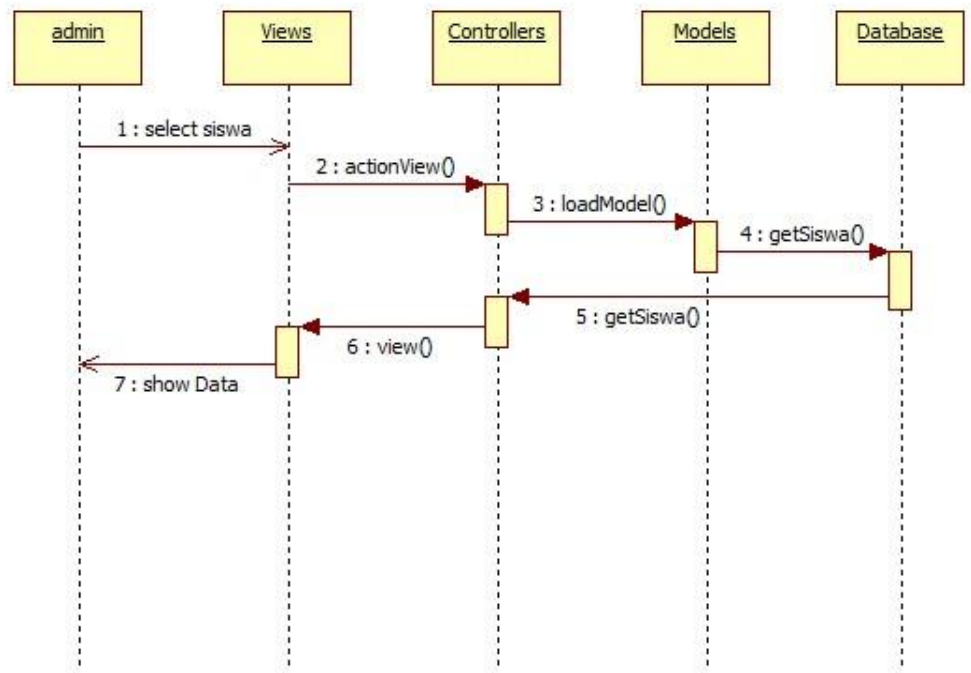 admin
Views
Controllers
Models
Database
1 : select siswa
2 : actionView()
3 : loadModel()
4 : getSiswa()
5 : getSiswa()
6 : view()
7 : show Data